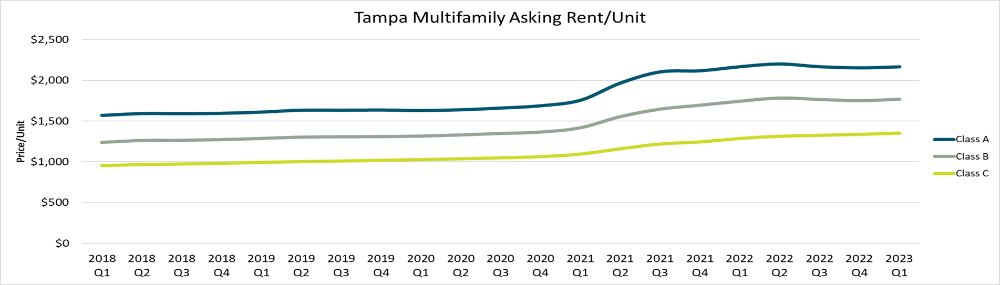 Tampa Multifamily Asking Rent/Unit
$2,500
$2,000
$1,500
$1,000
$500
$0
Price/Unit
Class A
Class B
Class C
2018 2018 2018 2018 2019 2019 2019 2019 2020 2020 2020 2020 2021 2021 2021 2021 2022 2022 2022 2022 2023
Q1 Q2 Q3 Q4 Q1 Q2 Q3 Q4 Q1 Q2 Q3 Q4 Q1 Q2 Q3 Q4 Q1 Q2 Q3 Q4 Q1